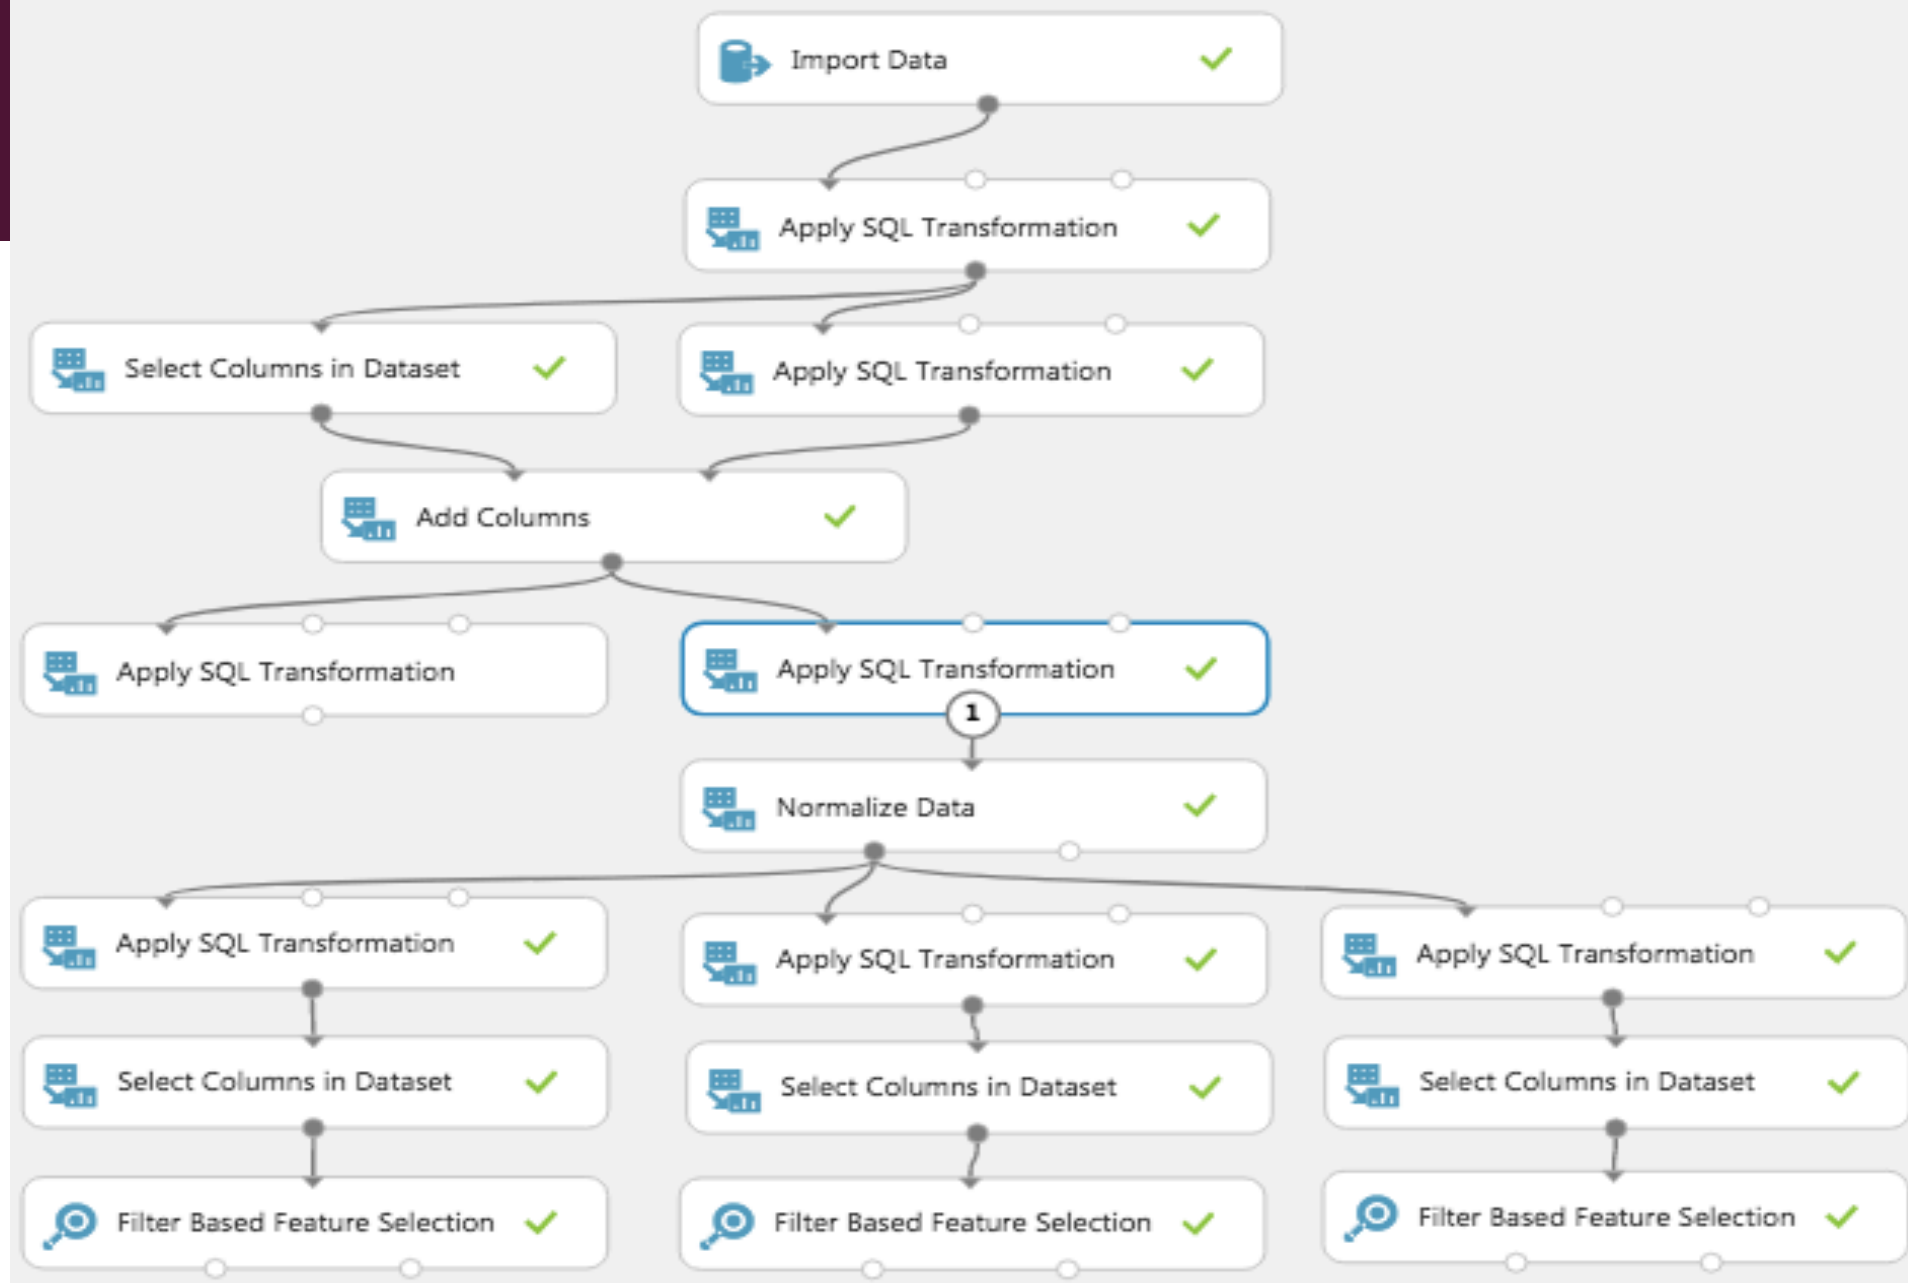 Import Data
Apply SQL Transformation
Select Columns in Dataset
Apply SQL Transformation
Add Columns
Apply SQL Transformation
Apply SQL Transformation
1
Normalize Data
Apply SQL Transformation
Apply SQL Transformation
Apply SQL Transformation
Select Columns in Dataset
Select Columns in Dataset
Select Columns in Dataset
Filter Based Feature Selection
Filter Based Feature Selection
Filter Based Feature Selection